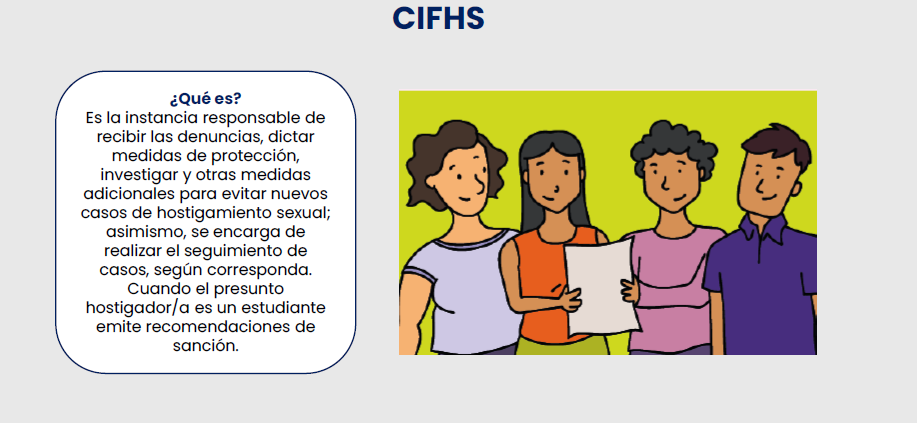 CIFHS
¿Qué es?
Es la instancia responsable de
recibir las denuncias, dictar
medidas de protección,
investigar y otras medidas
adicionales para evitar nuevos
casos de hostigamiento sexual;
asimismo, se encarga de
realizar el seguimiento de
casos, según corresponda.
Cuando el presunto
hostigador/a es un estudiante
emite recomendaciones de
sanción.